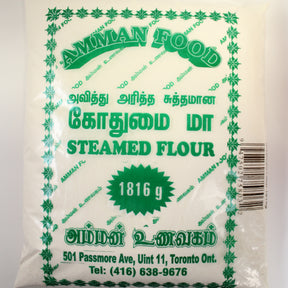 AMMAN FOOD
அவித்து அரித்த சுத்தமான
கோதுமை மா
STEAMED FLOUR
1816 g
அம்மன் உணவகம்
501 Passmore Ave, Uint 11, Toronto Ont.
Tel: (416) 638-9676